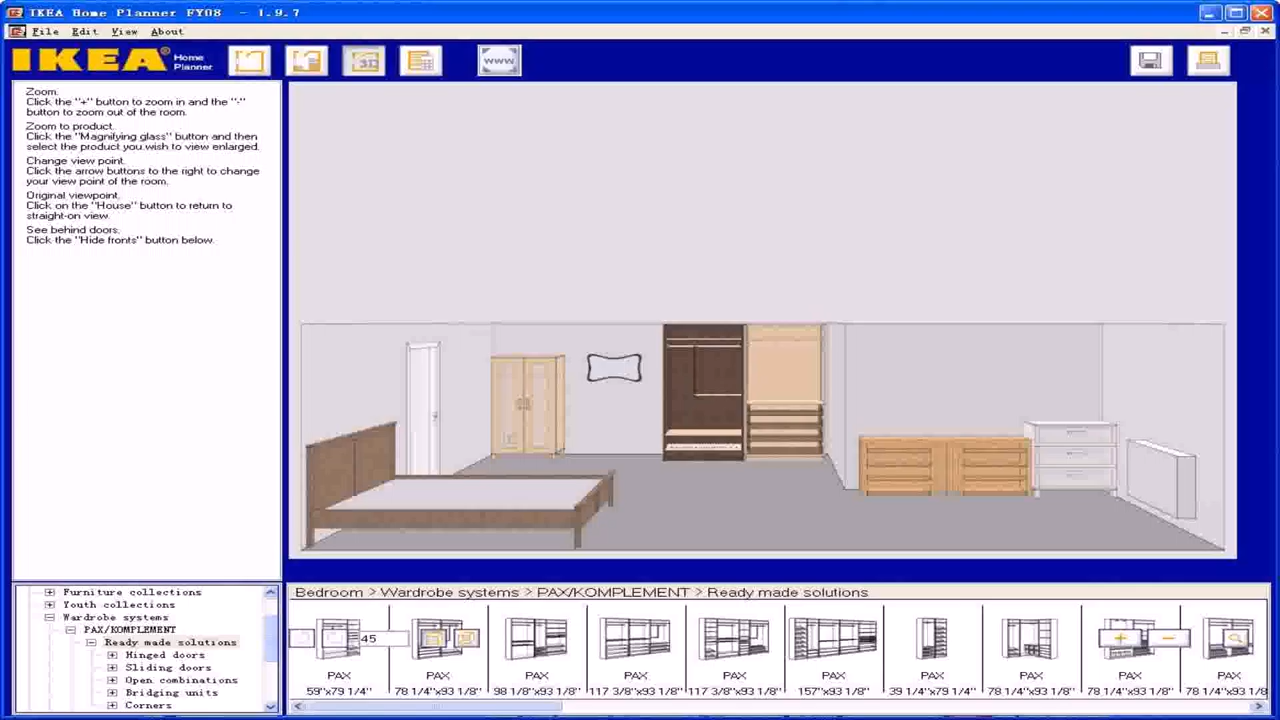 IKEA Home Planner FY08 - 1.9.7
File Edit View About
IKEA® Home Planner
3D
WWW
Zoom.
Click the "+" button to zoom in and the "-"
button to zoom out of the room.
Zoom to product.
Click the "Magnifying glass" button and then
select the product you wish to view enlarged.
Change view point.
Click the arrow buttons to the right to change
your view point of the room.
Original viewpoint.
Click on the "House" button to return to
straight-on view.
See behind doors.
Click the "Hide fronts" button below.
Furniture collections
Youth collections
Wardrobe systems
PAX/KOMPLEMENT
Ready made solutions
Hinged doors
Sliding doors
Open combinations
Bridging units
Corners
Bedroom > Wardrobe systems > PAX/KOMPLEMENT > Ready made solutions
45
PAX PAX PAX PAX PAX PAX PAX PAX PAX PAX
59"x79 1/4" 78 1/4"x93 1/8" 98 1/8"x93 1/8" 117 3/8"x93 1/8" 117 3/8"x93 1/8" 157"x93 1/8" 39 1/4"x79 1/4" 78 1/4"x93 1/8" 78 1/4"x93 1/8" 78 1/4"x93 1/8